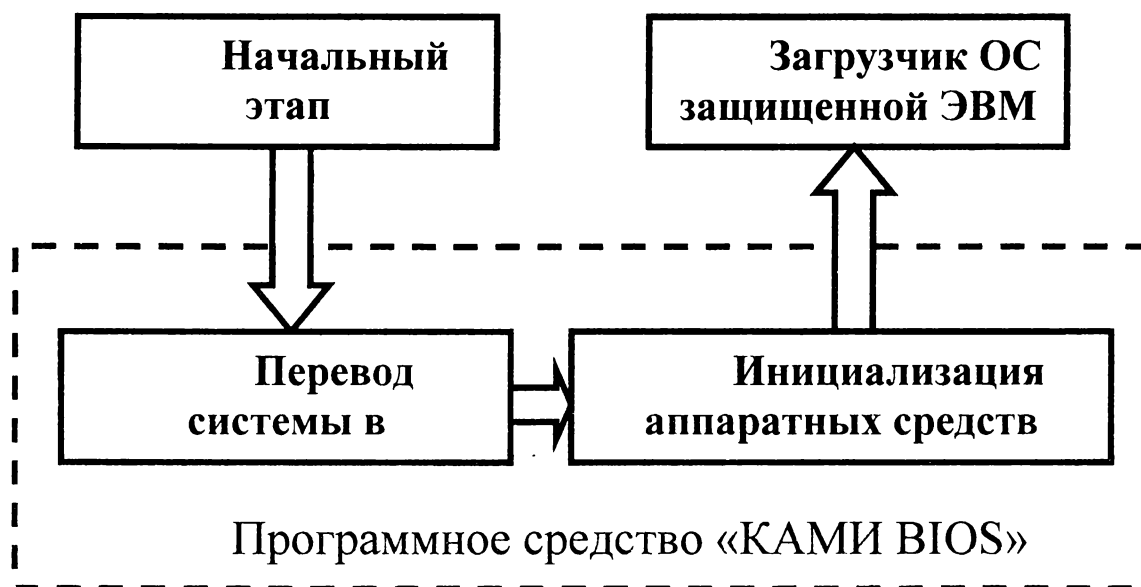 Начальный
этап
Загрузчик ОС
защищенной ЭВМ
Перевод
системы в
Инициализация
аппаратных средств
Программное средство «КАМИ BIOS»